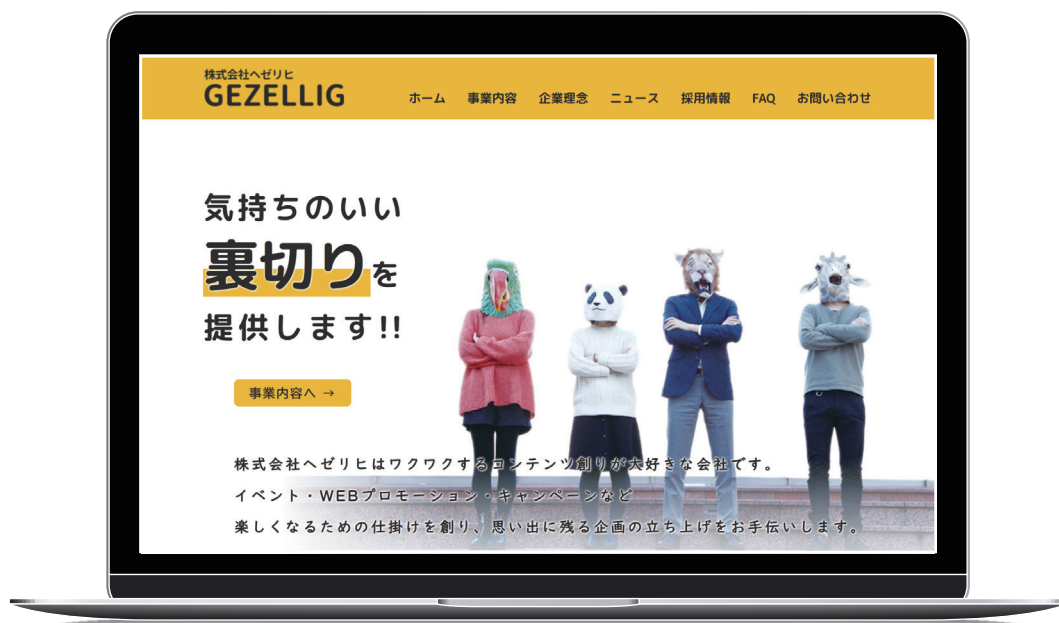 株式会社ヘゼリヒ
GEZELLIG
ホーム 事業内容 企業理念 ニュース 採用情報 FAQ お問い合わせ
気持ちのいい
裏切りを
提供します!!
事業内容へ →
株式会社ヘゼリヒはワクワクするコンテンツ創りが大好きな会社です。
イベント・WEBプロモーション・キャンペーンなど
楽しくなるための仕掛けを創り、思い出に残る企画の立ち上げをお手伝いします。